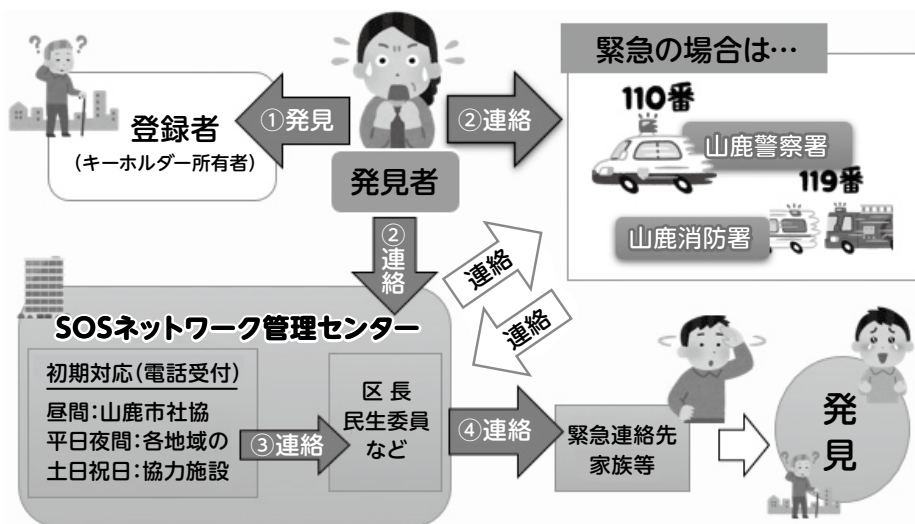 緊急の場合は…
110番
山鹿警察署
119番
山鹿消防署
?
?
登録者
(キーホルダー所有者)
①発見
発見者
②連絡
②連絡
連絡
連絡
SOSネットワーク管理センター
初期対応(電話受付)
昼間:山鹿市社協
平日夜間:各地域の
土日祝日:協力施設
③連絡
区長
民生委員
など
④連絡
緊急連絡先
家族等
発見
?
?